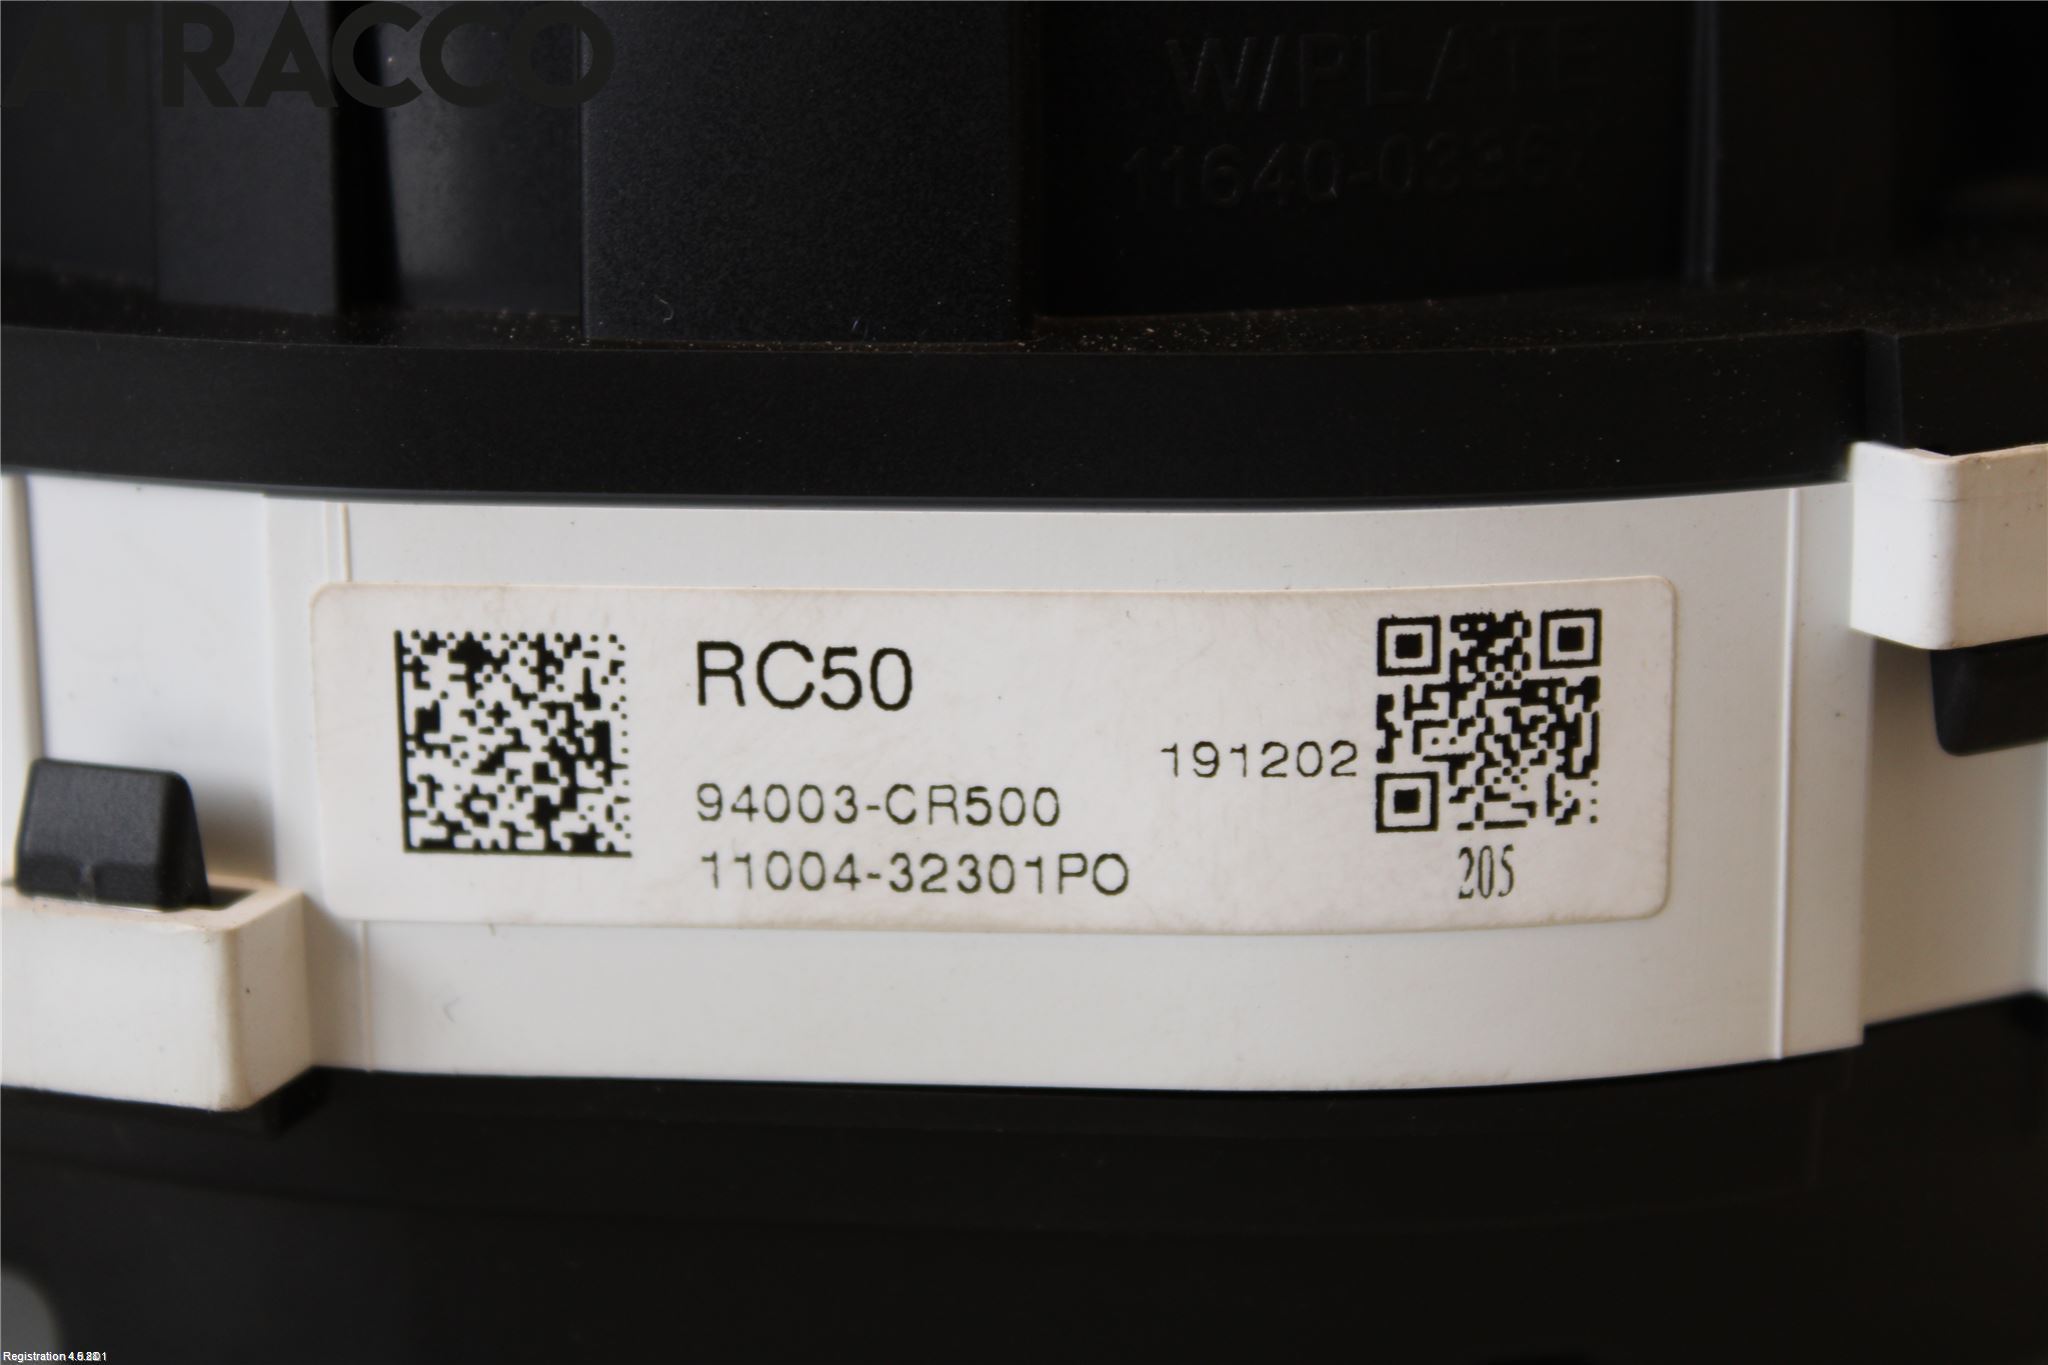 ATRACCO
W/PLATE
RC50
191202
94003-CR500
11004-32301PO
205